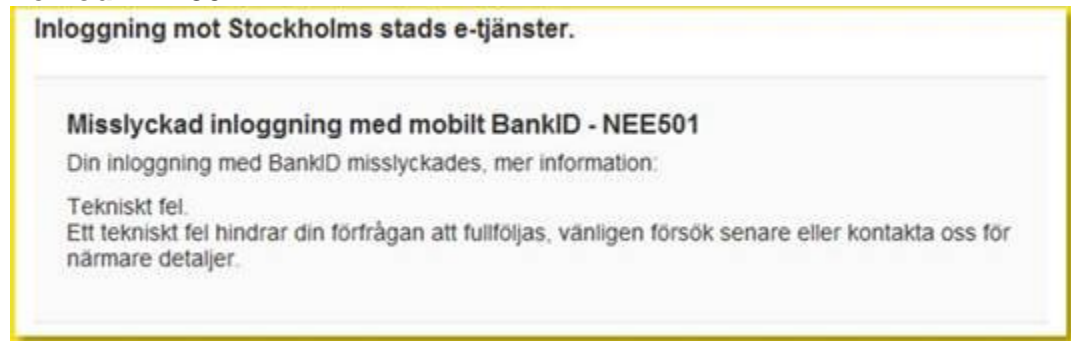 Inloggning mot Stockholms stads e-tjänster.
Misslyckad inloggning med mobilt BankID - NEE501
Din inloggning med BankID misslyckades, mer information:
Tekniskt fel.
Ett tekniskt fel hindrar din förfrågan att fullföljas, vänligen försök senare eller kontakta oss för
närmare detaljer.